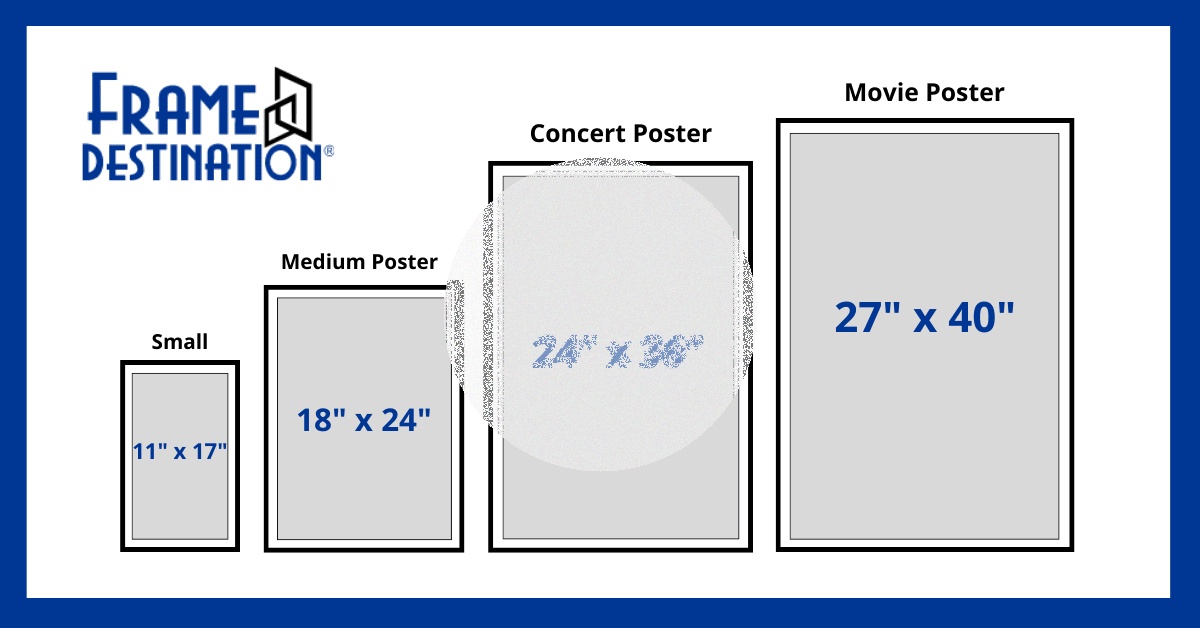 FRAME
DESTINATION®
Movie Poster
Concert Poster
Medium Poster
Small
27" x 40"
24" x 36"
18" x 24"
11" x 17"